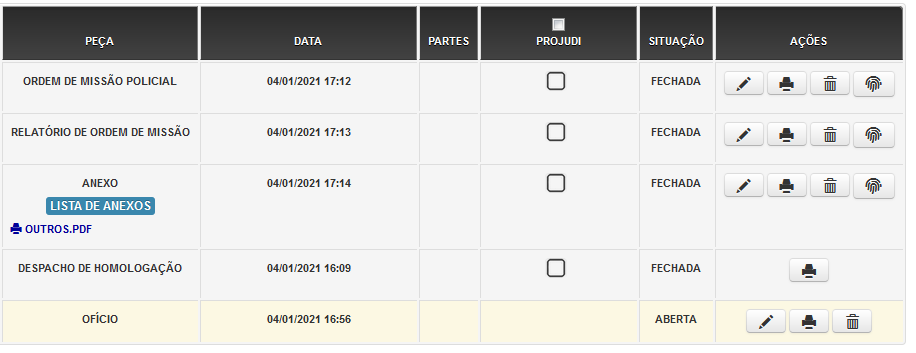 PEÇA DATA PARTES PROJUDI SITUAÇÃO AÇÕES
ORDEM DE MISSÃO POLICIAL 04/01/2021 17:12 FECHADA
RELATÓRIO DE ORDEM DE MISSÃO 04/01/2021 17:13 FECHADA
ANEXO 04/01/2021 17:14 FECHADA
LISTA DE ANEXOS
OUTROS.PDF
DESPACHO DE HOMOLOGAÇÃO 04/01/2021 16:09 FECHADA
OFÍCIO 04/01/2021 16:56 ABERTA